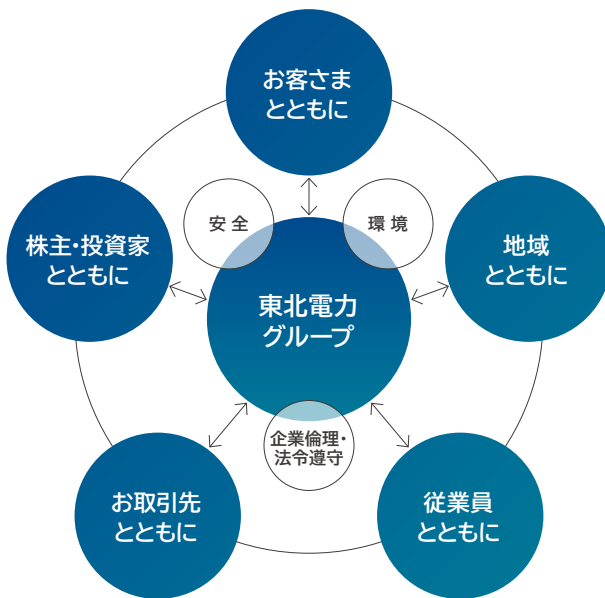 お客さま
とともに
安全
環境
株主・投資家
とともに
地域
とともに
東北電力
グループ
企業倫理・
法令遵守
お取引先
とともに
従業員
とともに